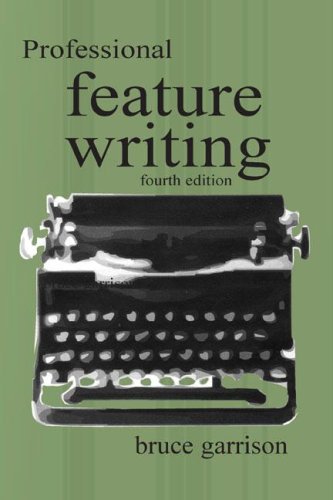 Professional
feature
writing
fourth edition
bruce garrison